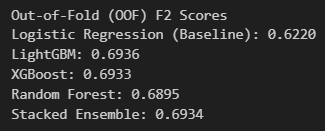 Out-of-Fold (OOF) F2 Scores
Logistic Regression (Baseline): 0.6220
LightGBM: 0.6936
XGBoost: 0.6933
Random Forest: 0.6895
Stacked Ensemble: 0.6934